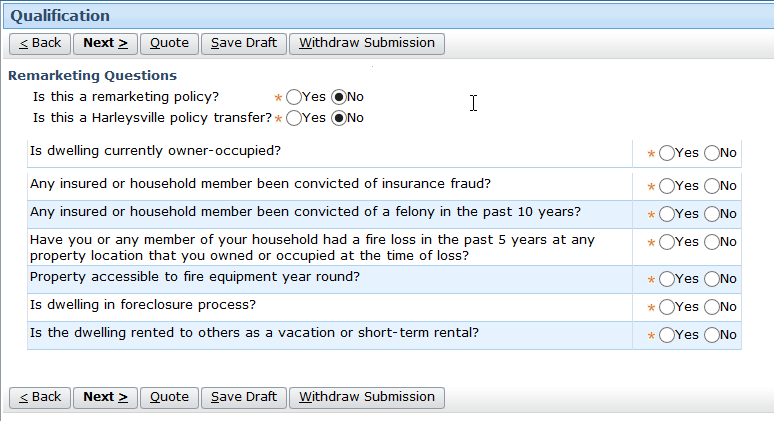 Qualification
< Back Next > Quote Save Draft Withdraw Submission
Remarketing Questions
Is this a remarketing policy? * Yes No
Is this a Harleysville policy transfer? * Yes No
Is dwelling currently owner-occupied? * Yes No
Any insured or household member been convicted of insurance fraud? * Yes No
Any insured or household member been convicted of a felony in the past 10 years? * Yes No
Have you or any member of your household had a fire loss in the past 5 years at any * Yes No
property location that you owned or occupied at the time of loss?
Property accessible to fire equipment year round? * Yes No
Is dwelling in foreclosure process? * Yes No
Is the dwelling rented to others as a vacation or short-term rental? * Yes No
< Back Next > Quote Save Draft Withdraw Submission